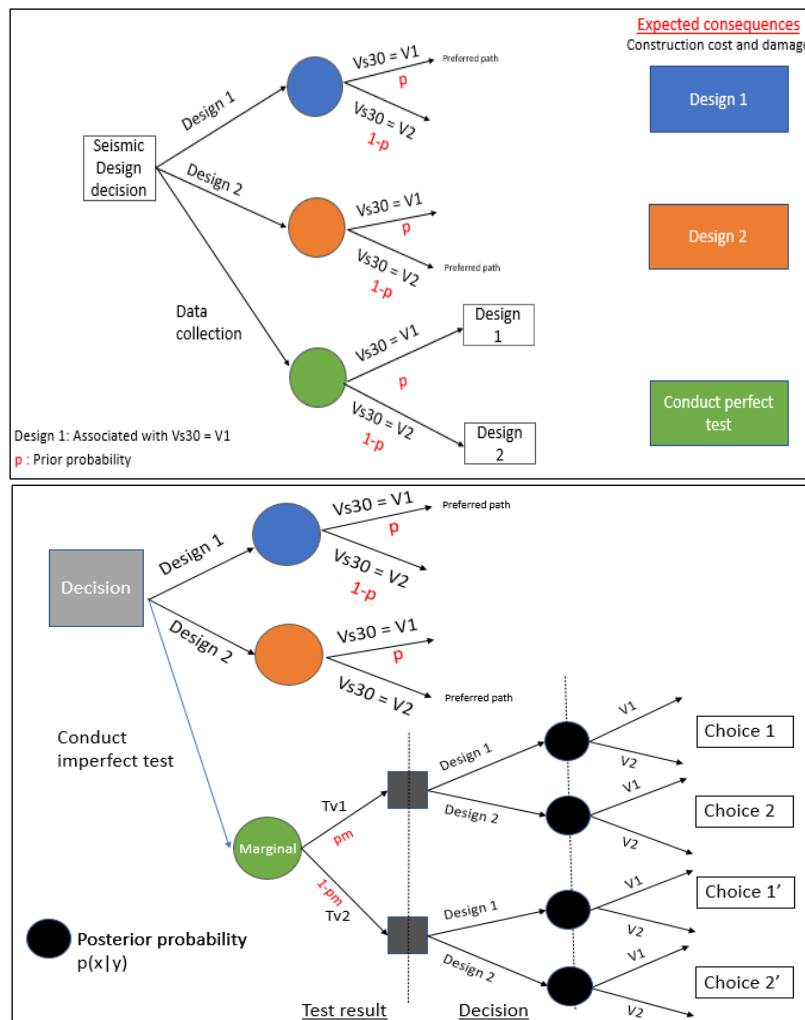 Expected consequences
Construction cost and damage
Vs30 = V1
Preferred path
p
Design 1
Vs30 = V2
1-p
Design 1
Seismic
Design
decision
Design 2
Vs30 = V1
p
Vs30 = V2
Preferred path
1-p
Design 2
Data
collection
Vs30 = V1
p
Design
1
Vs30 = V2
1-p
Design
2
Conduct perfect
test
Design 1: Associated with Vs30 = V1
p : Prior probability
Vs30 = V1
Preferred path
p
Design 1
Vs30 = V2
1-p
Decision
Design 2
Vs30 = V1
p
Vs30 = V2
Preferred path
Conduct
imperfect test
Marginal
Tv1
pm
1-pm
Tv2
Design 1
V1
V2
Choice 1
Design 2
V1
V2
Choice 2
Design 1
V1
V2
Choice 1’
Design 2
V1
V2
Choice 2’
Posterior probability
p(x|y)
Test result
Decision